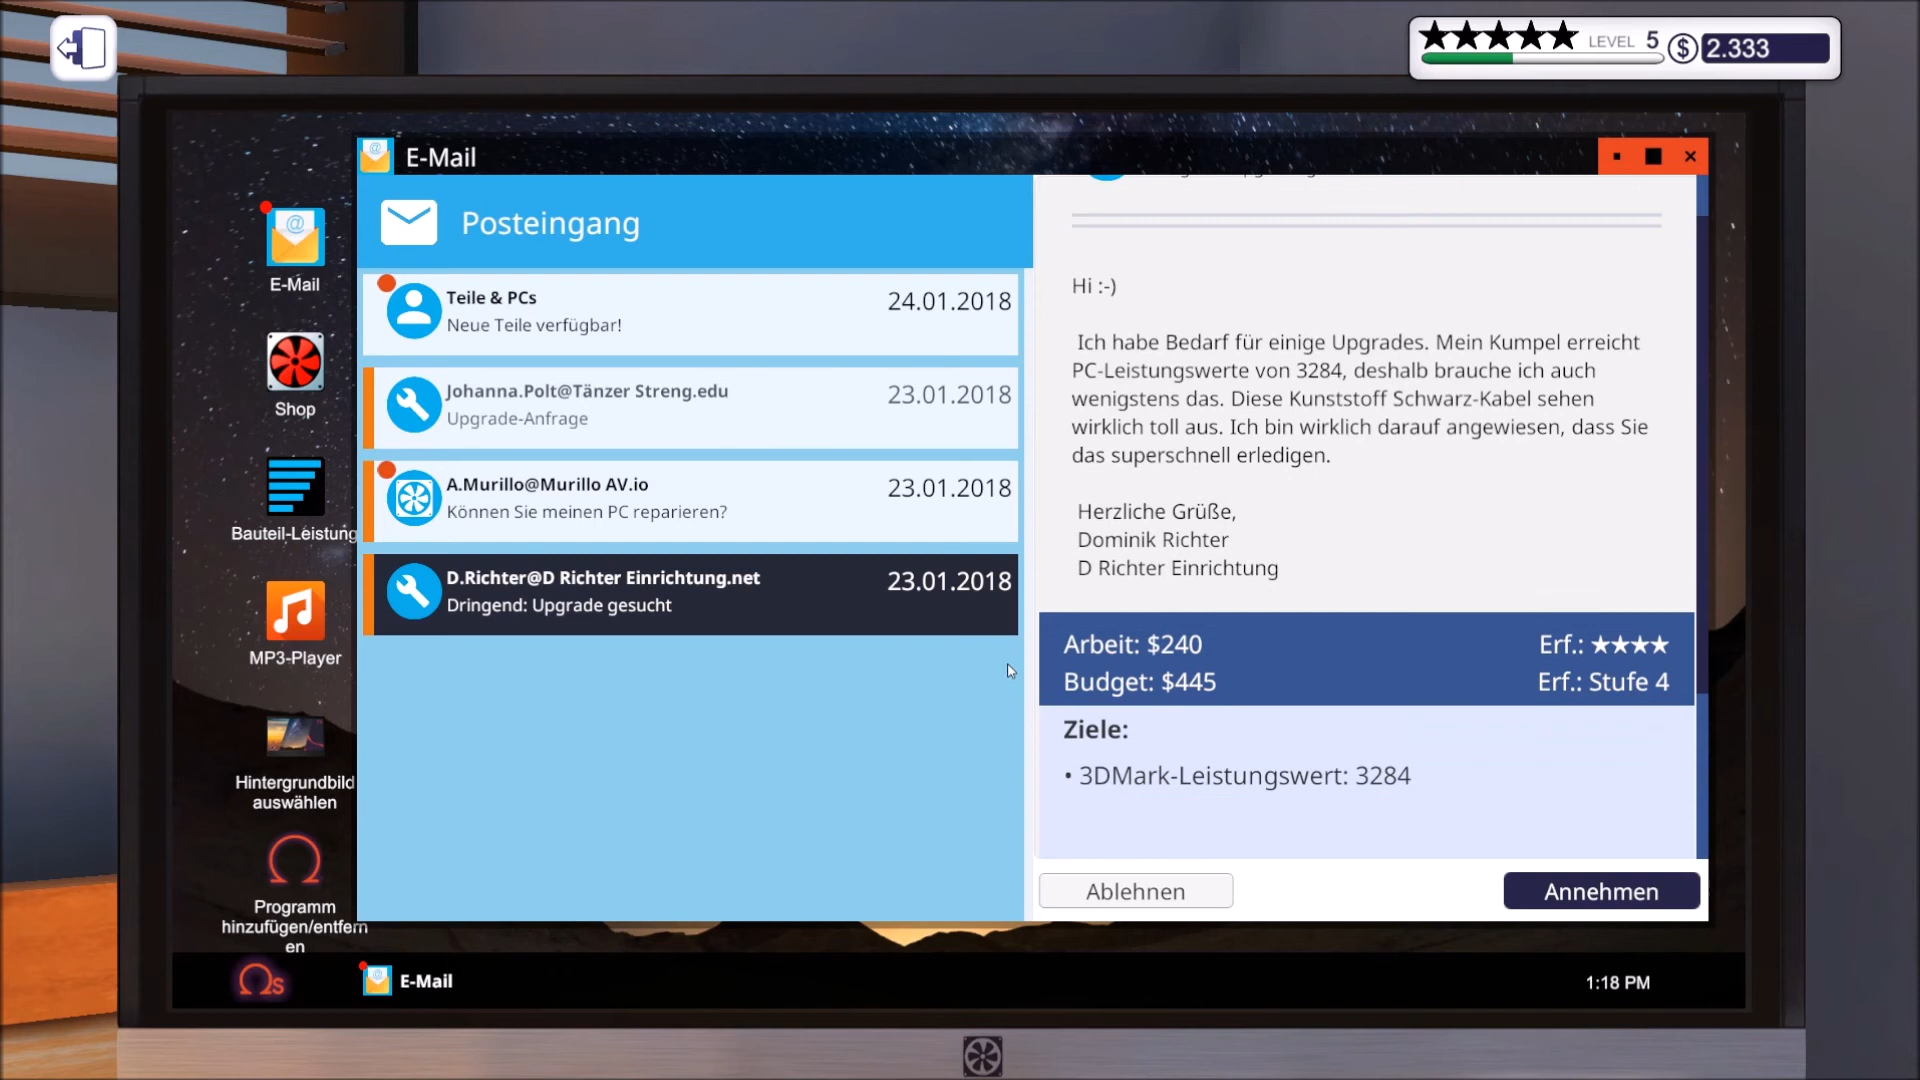 LEVEL 5
$ 2.333
E-Mail
Posteingang
Teile & PCs
24.01.2018
Neue Teile verfügbar!
Johanna.Polt@Tänzer Streng.edu
23.01.2018
Upgrade-Anfrage
A.Murillo@Murillo AV.io
23.01.2018
Können Sie meinen PC reparieren?
D.Richter@D Richter Einrichtung.net
23.01.2018
Dringend: Upgrade gesucht
Hi :-)
Ich habe Bedarf für einige Upgrades. Mein Kumpel erreicht
PC-Leistungswerte von 3284, deshalb brauche ich auch
wenigstens das. Diese Kunststoff Schwarz-Kabel sehen
wirklich toll aus. Ich bin wirklich darauf angewiesen, dass Sie
das superschnell erledigen.
Herzliche Grüße,
Dominik Richter
D Richter Einrichtung
Arbeit: $240
Erf.: ★★★★
Budget: $445
Erf.: Stufe 4
Ziele:
• 3DMark-Leistungswert: 3284
Ablehnen
Annehmen
E-Mail
Shop
Bauteil-Leistung
MP3-Player
Hintergrundbild
auswählen
Programm
hinzufügen/entfern
en
Ωs
E-Mail
1:18 PM